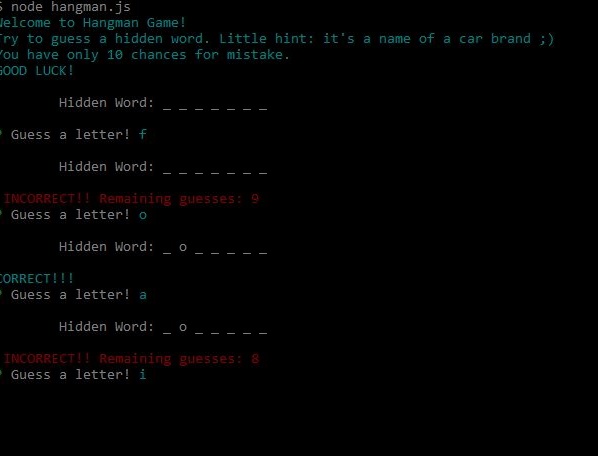 $ node hangman.js
Welcome to Hangman Game!
Try to guess a hidden word. Little hint: it's a name of a car brand ;)
You have only 10 chances for mistake.
GOOD LUCK!
Hidden Word: _ _ _ _ _ _ _
? Guess a letter! f
Hidden Word: _ _ _ _ _ _ _
INCORRECT!! Remaining guesses: 9
? Guess a letter! o
Hidden Word: _ o _ _ _ _ _
CORRECT!!!
? Guess a letter! a
Hidden Word: _ o _ _ _ _ _
INCORRECT!! Remaining guesses: 8
? Guess a letter! i